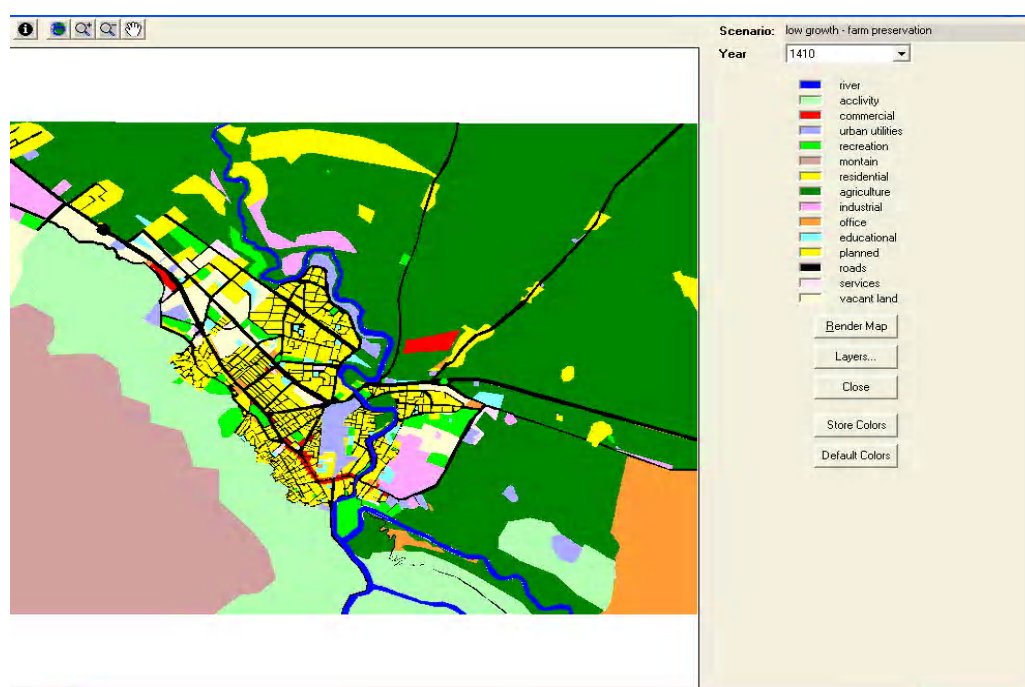 Scenario: low growth - farm preservation
Year 1410
river
acclivity
commercial
urban utilities
recreation
montain
residential
agriculture
industrial
office
educational
planned
roads
services
vacant land
Render Map
Layers...
Close
Store Colors
Default Colors